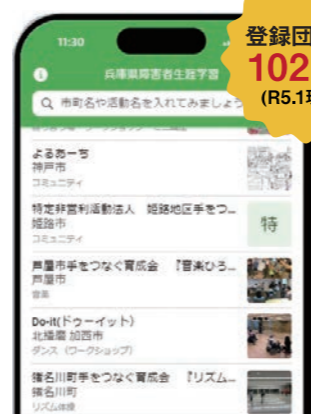 登録団
102
(R5.1現
11:30
兵庫県障害者生涯学習
市町名や活動名を入れてみましょう
よるあーち
神戸市
コミュニティ
特定非営利活動法人 姫路地区手をつ...
姫路市
コミュニティ
特
芦屋市手をつなぐ育成会 『音楽ひろ...
芦屋市
音楽
Do-it(ドゥーイット)
北播磨 加西市
ダンス（ワークショップ）
猪名川町手をつなぐ育成会 『リズム...
猪名川町
リズム体操